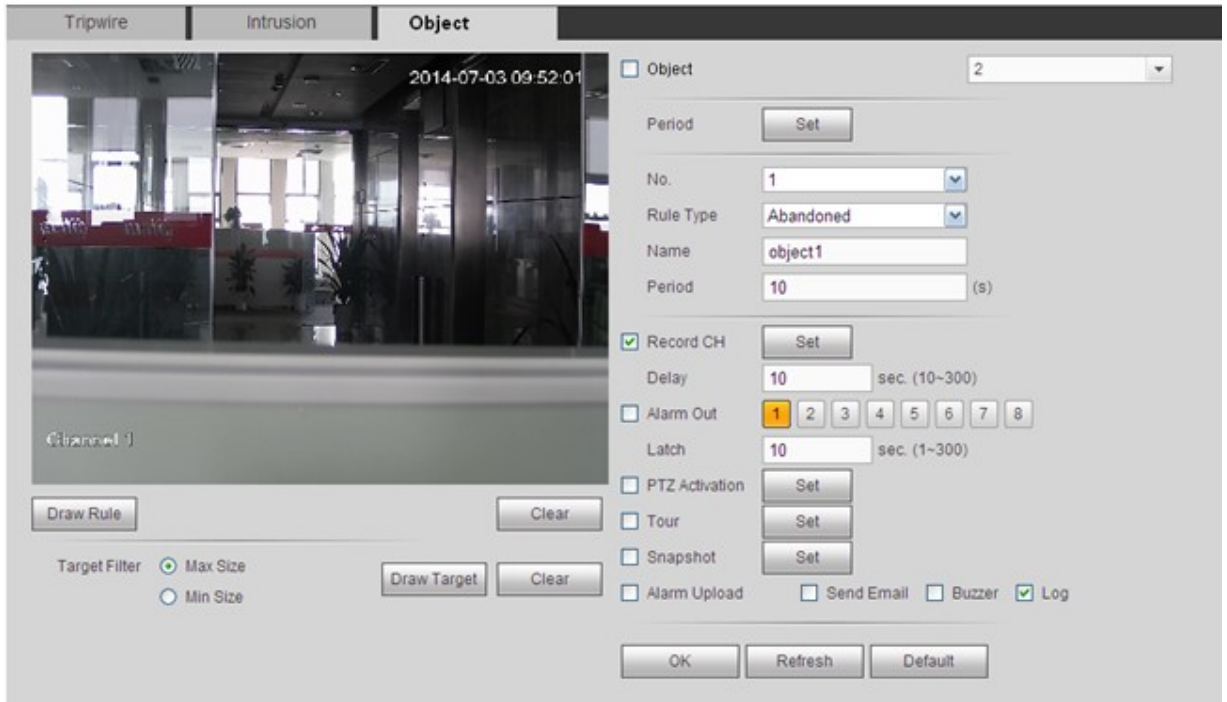 Tripwire Intrusion Object
2014-07-03 09:52:01
Channel 1
Draw Rule Clear
Target Filter Max Size
Min Size
Draw Target Clear
Object 2
Period Set
No. 1
Rule Type Abandoned
Name object1
Period 10 (s)
Record CH Set
Delay 10 sec. (10~300)
Alarm Out 1 2 3 4 5 6 7 8
Latch 10 sec. (1~300)
PTZ Activation Set
Tour Set
Snapshot Set
Alarm Upload Send Email Buzzer Log
OK Refresh Default